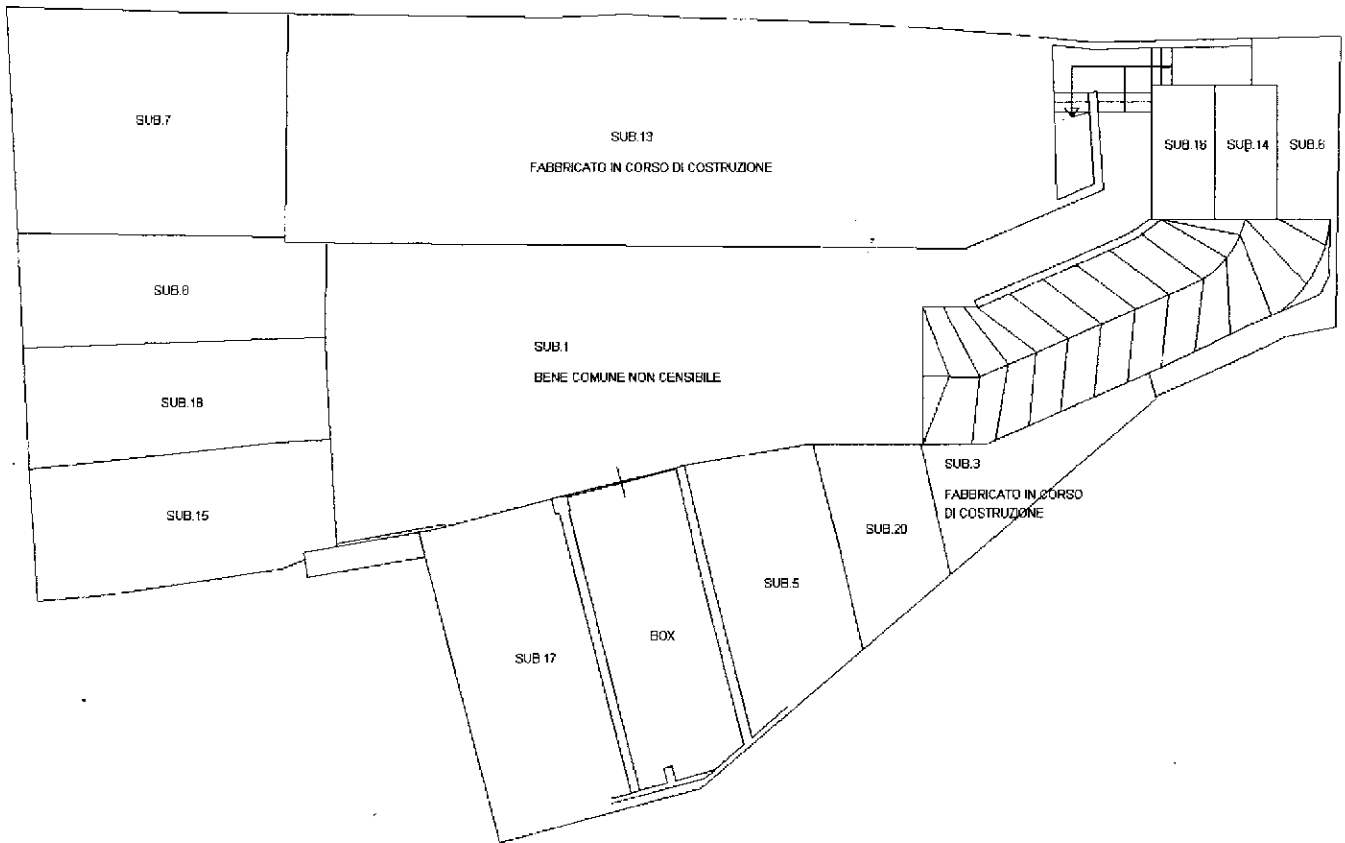 SUB.7
SUB.13
FABBRICATO IN CORSO DI COSTRUZIONE
SUB.16
SUB.14
SUB.6
SUB.8
SUB.1
BENE COMUNE NON CENSIBILE
SUB.18
SUB.15
SUB.3
FABBRICATO IN CORSO
DI COSTRUZIONE
SUB.20
SUB.5
BOX
SUB.17